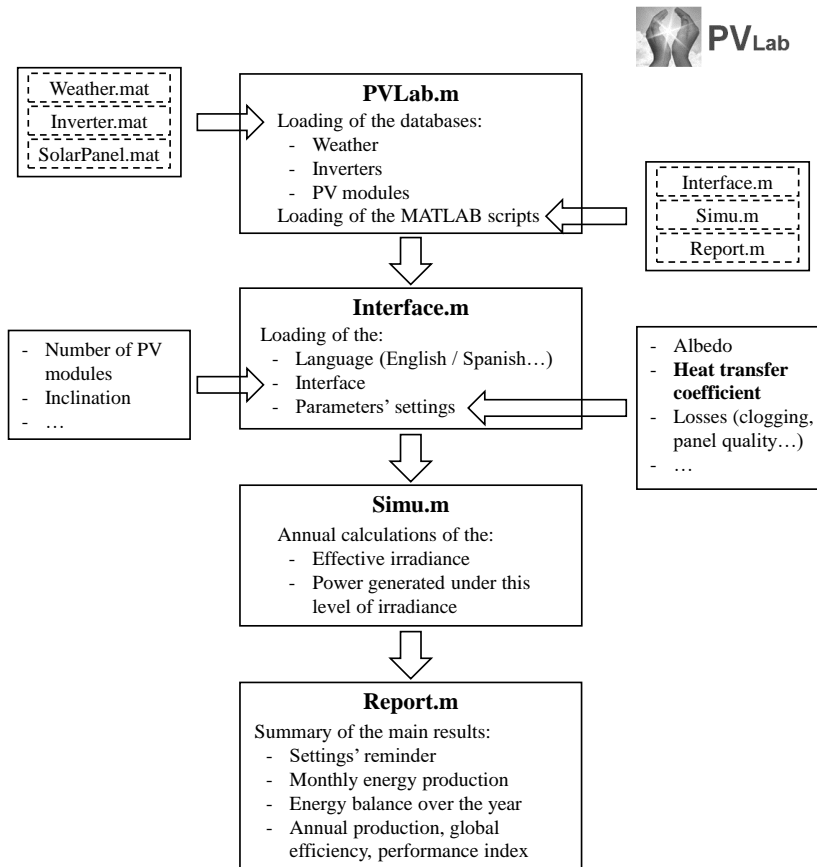 PVLab
Weather.mat
Inverter.mat
SolarPanel.mat
PVLab.m
Loading of the databases:
- Weather
- Inverters
- PV modules
Loading of the MATLAB scripts
Interface.m
Simu.m
Report.m
Interface.m
Loading of the:
- Language (English / Spanish…)
- Interface
- Parameters’ settings
- Number of PV
modules
- Inclination
- …
- Albedo
- Heat transfer
coefficient
- Losses (clogging,
panel quality…)
- …
Simu.m
Annual calculations of the:
- Effective irradiance
- Power generated under this
level of irradiance
Report.m
Summary of the main results:
- Settings’ reminder
- Monthly energy production
- Energy balance over the year
- Annual production, global
efficiency, performance index